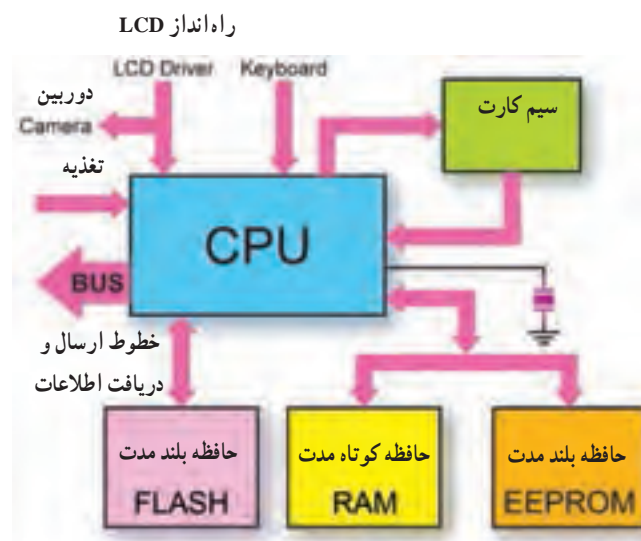 راه‌انداز LCD
LCD Driver
Keyboard
دوربین
Camera
سیم کارت
تغذیه
CPU
BUS
خطوط ارسال و
دریافت اطلاعات
حافظه بلند مدت
FLASH
حافظه کوتاه مدت
RAM
حافظه بلند مدت
EEPROM